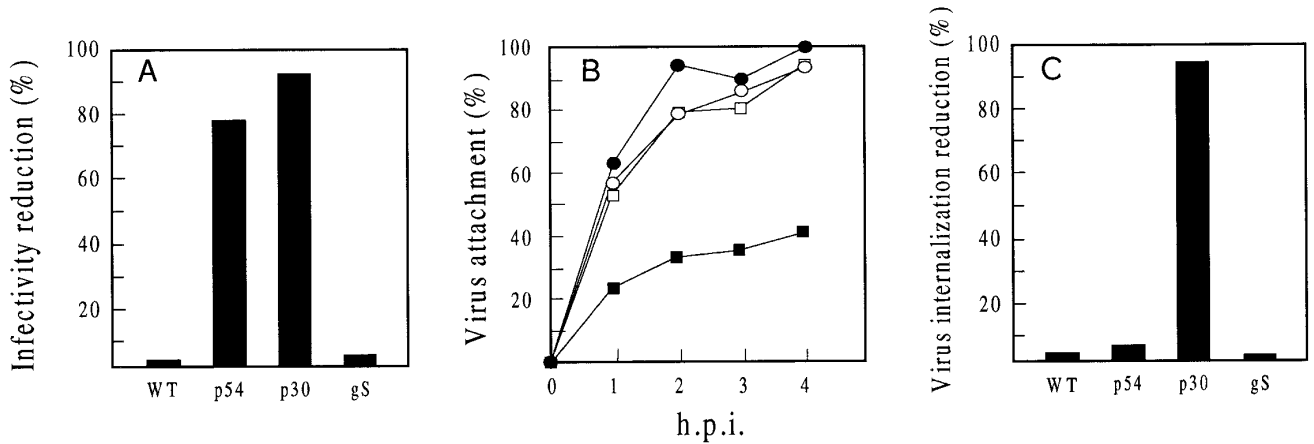 A
Infectivity reduction (%)
100
80
60
40
20
WT p54 p30 gS
B
Virus attachment (%)
100
80
60
40
20
0 1 2 3 4
h.p.i.
C
Virus internalization reduction (%)
100
80
60
40
20
WT p54 p30 gS